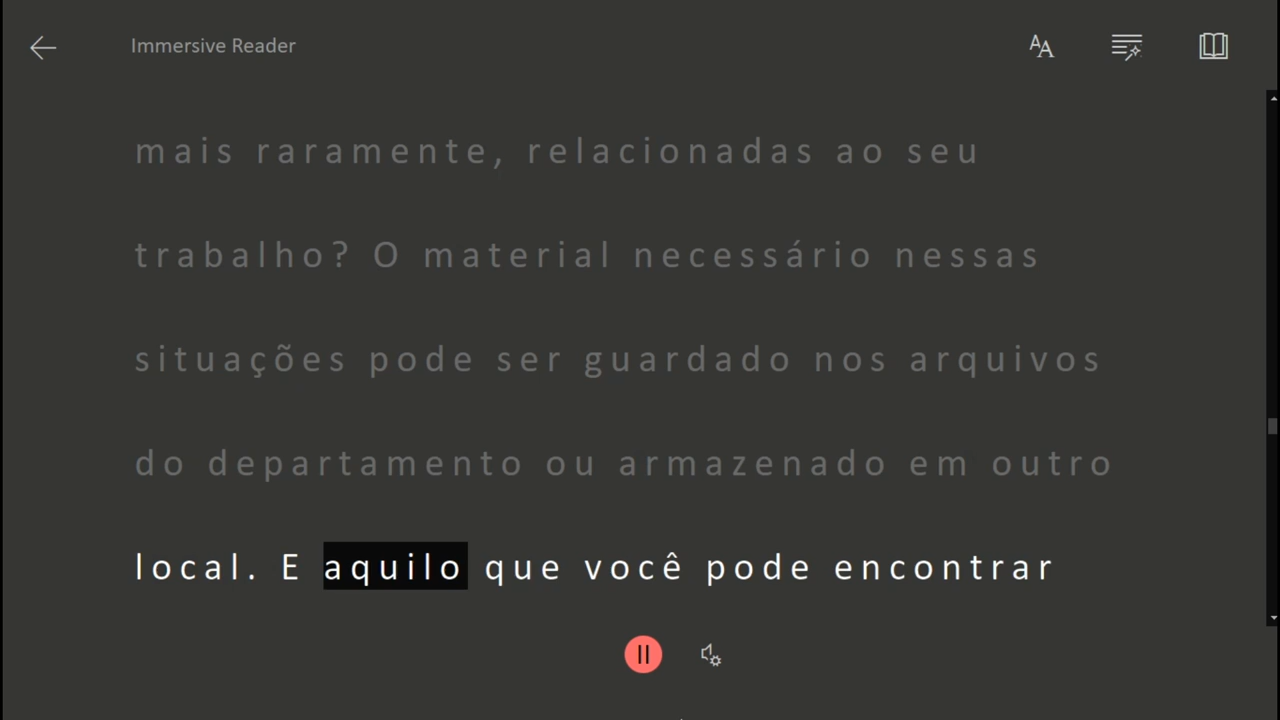 Immersive Reader
mais raramente, relacionadas ao seu
trabalho? O material necessário nessas
situações pode ser guardado nos arquivos
do departamento ou armazenado em outro
local. E aquilo que você pode encontrar